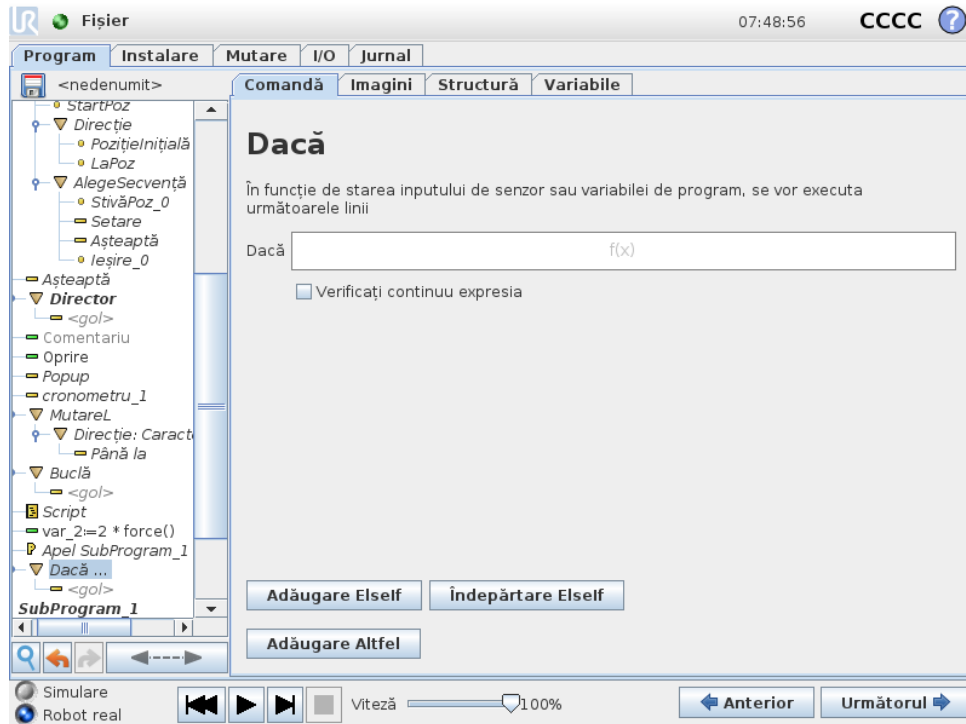 UR Fișier 07:48:56 CCCC ?
Program Instalare Mutare I/O Jurnal
<nedenumit>
Comandă Imagini Structură Variabile
StartPoz
Direcție
PozițieInițială
LaPoz
AlegeSecvență
StivăPoz_0
Setare
Așteaptă
Ieșire_0
Așteaptă
Director
<gol>
Comentariu
Oprire
Popup
cronometru_1
MutareL
Direcție: Caract
Până la
Buclă
<gol>
Script
var_2:=2 * force()
Apel SubProgram_1
Dacă ...
<gol>
SubProgram_1
Dacă
În funcție de starea inputului de senzor sau variabilei de program, se vor executa
următoarele linii
Dacă f(x)
Verificați continuu expresia
Adăugare ElseIf Îndepărtare ElseIf
Adăugare Altfel
Simulare
Robot real
Viteză 100%
Anterior Următorul